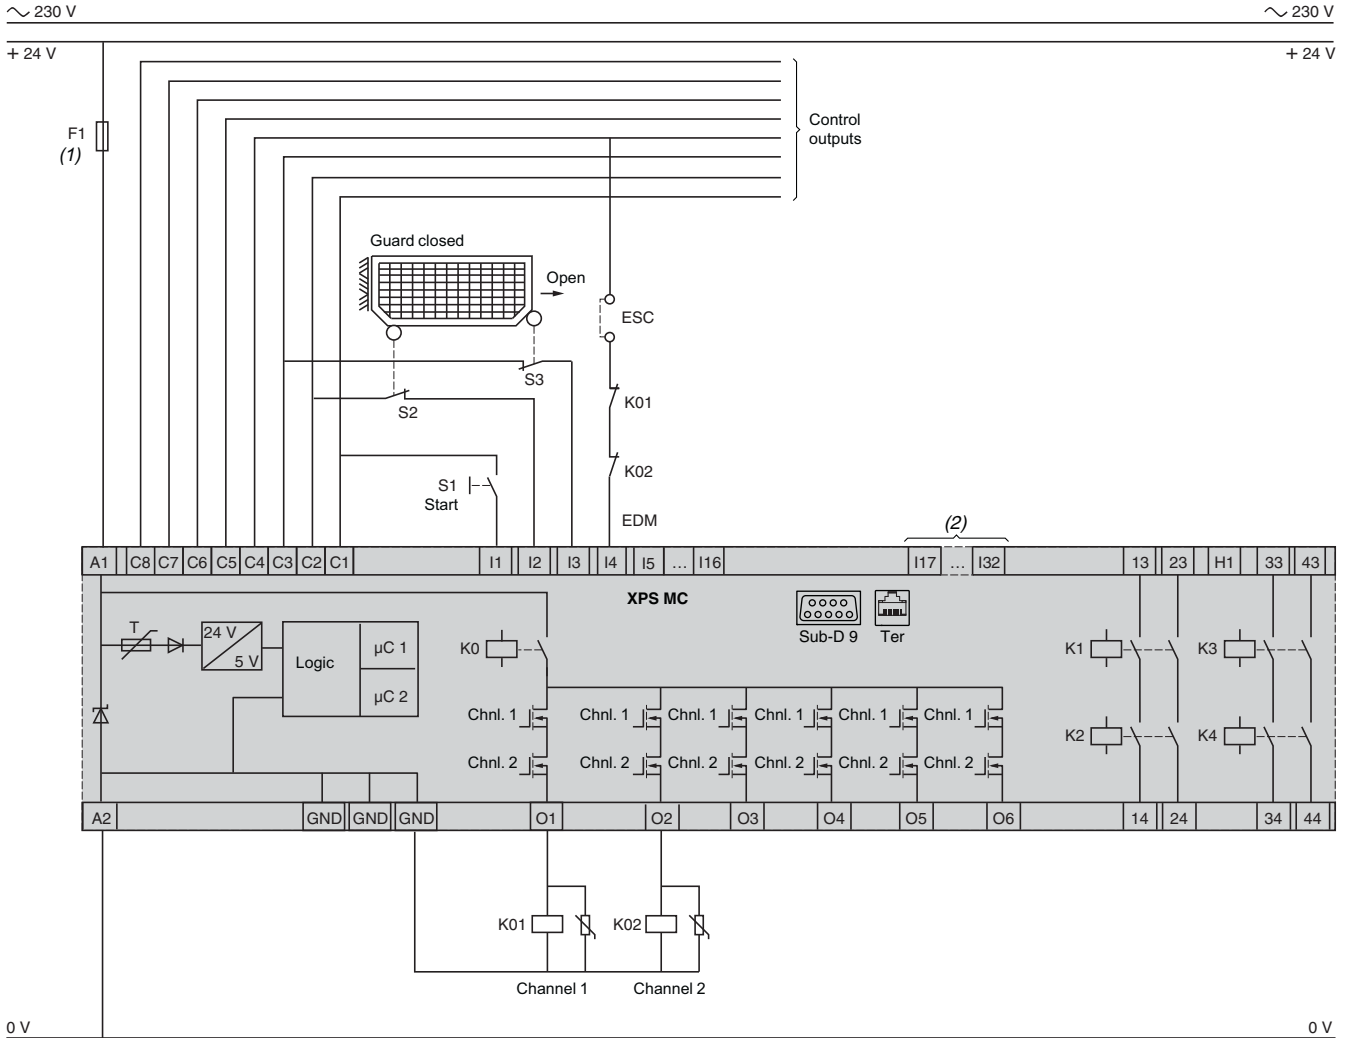 230 V
230 V
+ 24 V
+ 24 V
F1
(1)
Control
outputs
Guard closed
Open
ESC
S3
S2
K01
S1
Start
K02
EDM
(2)
A1 C8 C7 C6 C5 C4 C3 C2 C1 I1 I2 I3 I4 I5 ... I16 I17 ... I32 13 23 H1 33 43
XPS MC
Sub-D 9 Ter
T
24 V
5 V
Logic
µC 1
µC 2
K0
K1
K3
Chnl. 1 Chnl. 1 Chnl. 1 Chnl. 1 Chnl. 1 Chnl. 1
K2
K4
Chnl. 2 Chnl. 2 Chnl. 2 Chnl. 2 Chnl. 2 Chnl. 2
A2 GND GND GND O1 O2 O3 O4 O5 O6 14 24 34 44
K01
K02
Channel 1
Channel 2
0 V
0 V